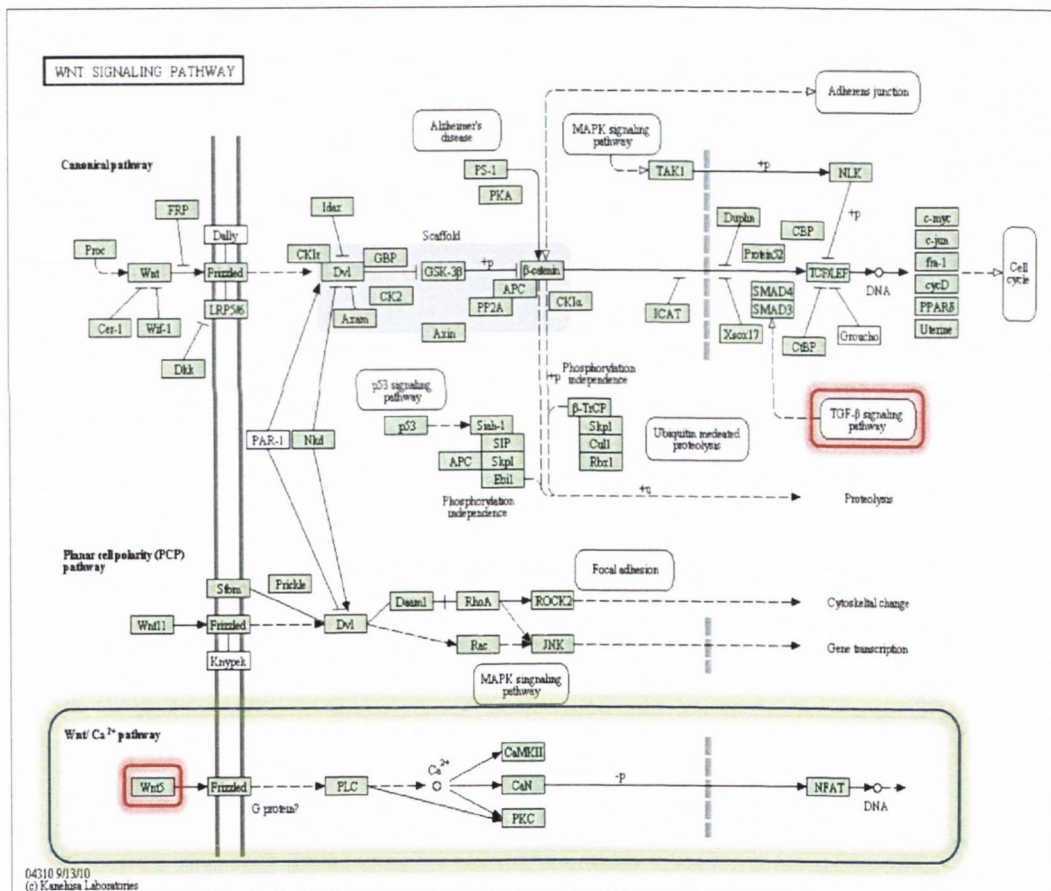 WNT SIGNALING PATHWAY
Adherens junction
Alzheimer's
disease
MAPK signaling
pathway
Canonical pathway
PS-1
TAK1
+p
NLK
PKA
FRP
Idax
Dally
Scaffold
Duplin
CBP
+p
c-myc
Proc
CKIε
GBP
Protein52
c-jun
Wnt
Frizzled
Dvl
GSK-3β
+p
β-catenin
TCF/LEF
DNA
fra-1
Cell
cycle
APC
SMAD4
cycD
LRP5/6
CK2
PP2A
CKIα
SMAD3
PPARδ
Cer-1
Wif-1
Axam
ICAT
Xsox17
CtBP
Groucho
Uterine
Axin
Dkk
Phosphorylation
independence
+p
p53 signaling
pathway
β-TrCP
TGF-β signaling
pathway
p53
Siah-1
Skp1
PAR-1
Nkd
SIP
Cul1
Ubiquitin mediated
proteolysis
APC
Skp1
Rbx1
Ebi1
+u
Proteolysis
Phosphorylation
independence
Planar cell polarity (PCP)
pathway
Focal adhesion
Stbm
Prickle
Daam1
RhoA
ROCK2
Cytoskeltal change
Wnt11
Frizzled
Dvl
Rac
JNK
Gene transcription
Knypek
MAPK singnaling
pathway
Wnt/ Ca2+ pathway
CaMKII
Ca2+
Wnt5
Frizzled
PLC
CaN
-p
NFAT
DNA
G protein?
PKC
04310 9/13/10
(c) Kanehisa Laboratories